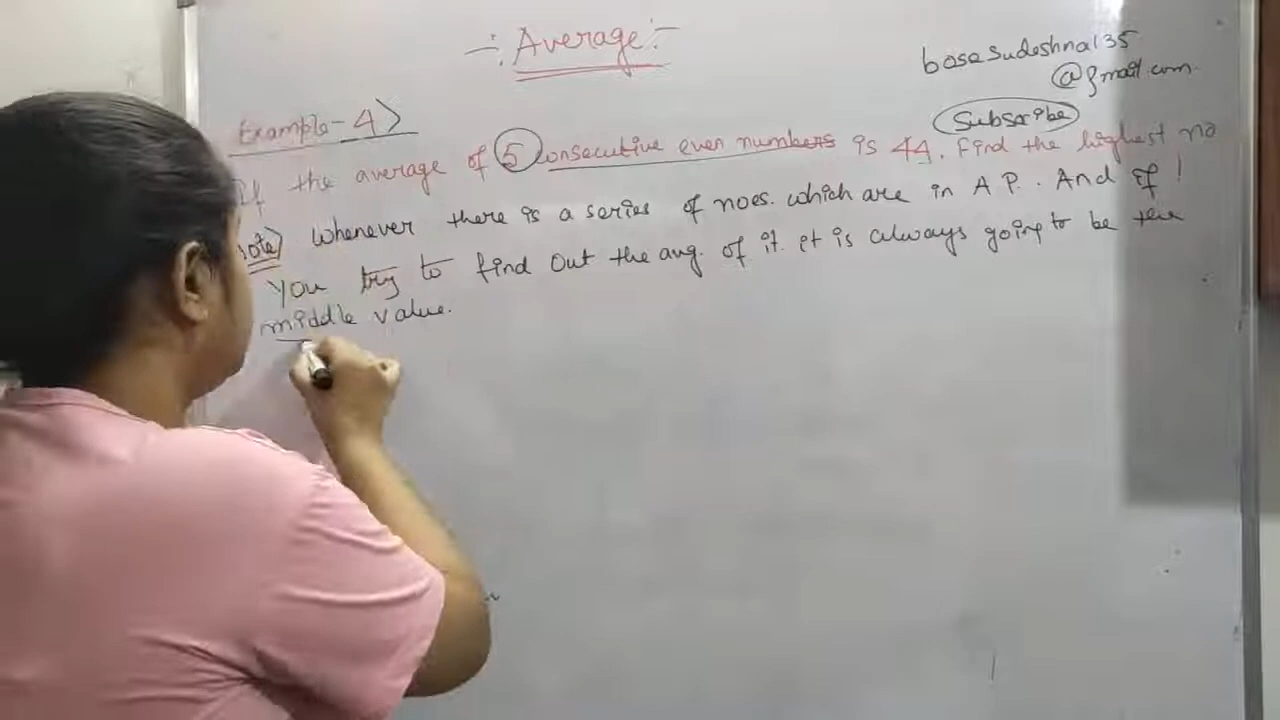 -: Average :-
bosesudeshna135
@gmail.com
Subscribe
Example-4>
If the average of 5 consecutive even numbers is 44. Find the highest no
Note> Whenever there is a series of noes. which are in A.P. And if
You try to find out the avg. of it. it is always going to be the
middle value.